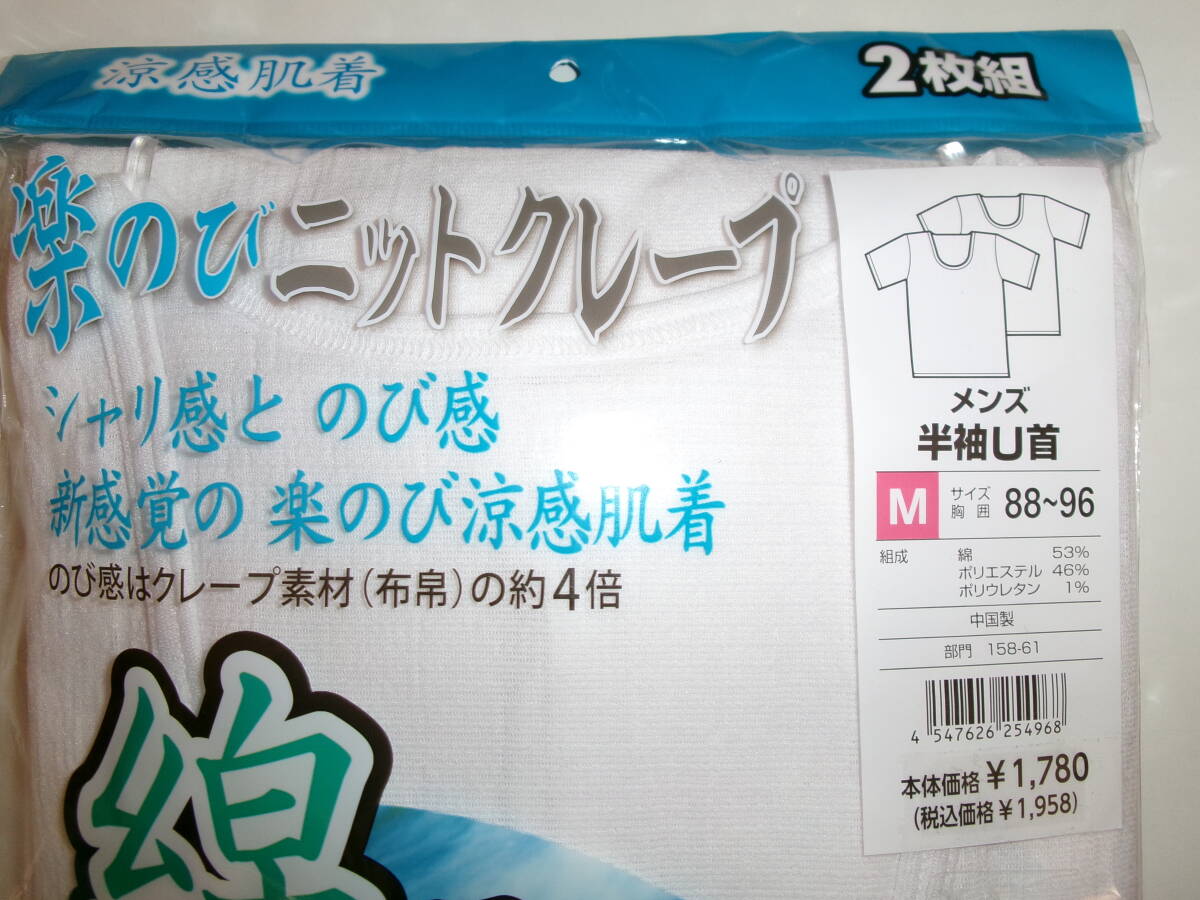 涼感肌着
2枚組
楽のびニットクレープ
シャリ感と のび感
新感覚の 楽のび涼感肌着
のび感はクレープ素材(布帛)の約4倍
綿
メンズ
半袖U首
M サイズ 胸囲 88~96
組成 綿 53%
ポリエステル 46%
ポリウレタン 1%
中国製
部門 158-61
4 547626 254968
本体価格 ¥1,780
(税込価格 ¥1,958)